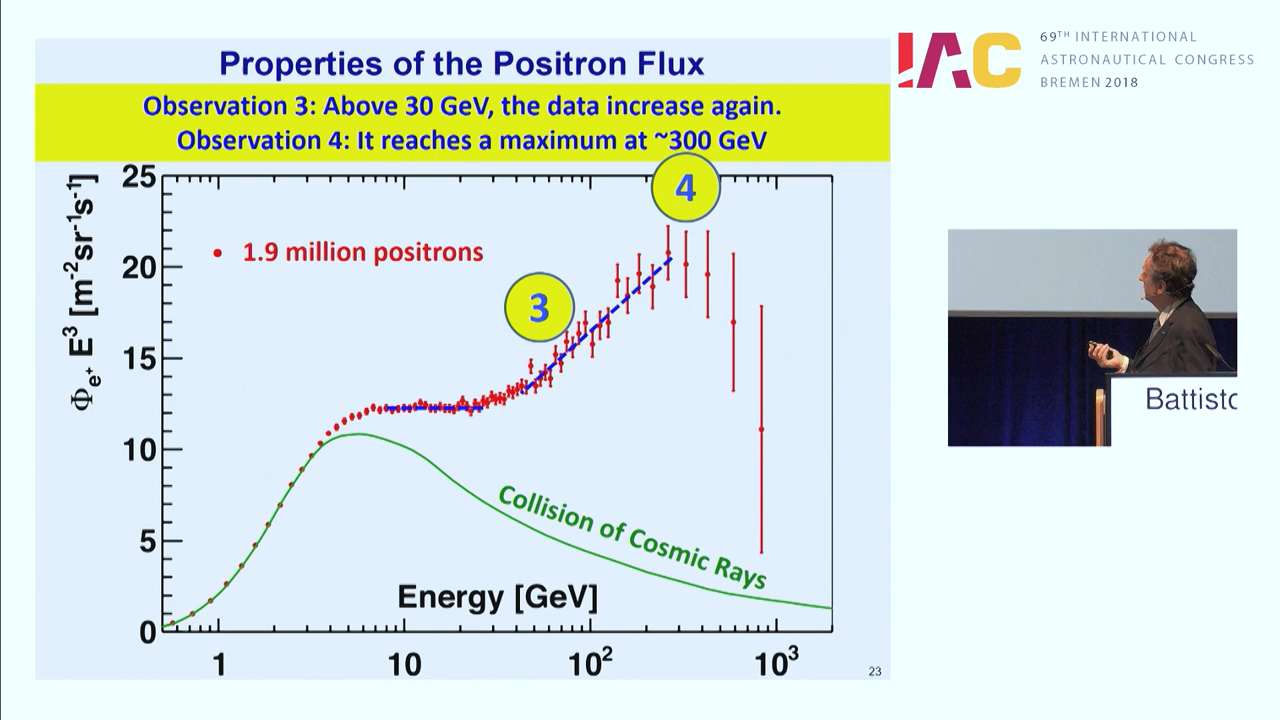 Properties of the Positron Flux
Observation 3: Above 30 GeV, the data increase again.
Observation 4: It reaches a maximum at ~300 GeV
Φe⁺ E³ [m⁻²sr⁻¹s⁻¹]
25
20
15
10
5
0
1.9 million positrons
3
4
Collision of Cosmic Rays
Energy [GeV]
1 10 10² 10³
23
IAC
69TH INTERNATIONAL
ASTRONAUTICAL CONGRESS
BREMEN 2018
Battisto